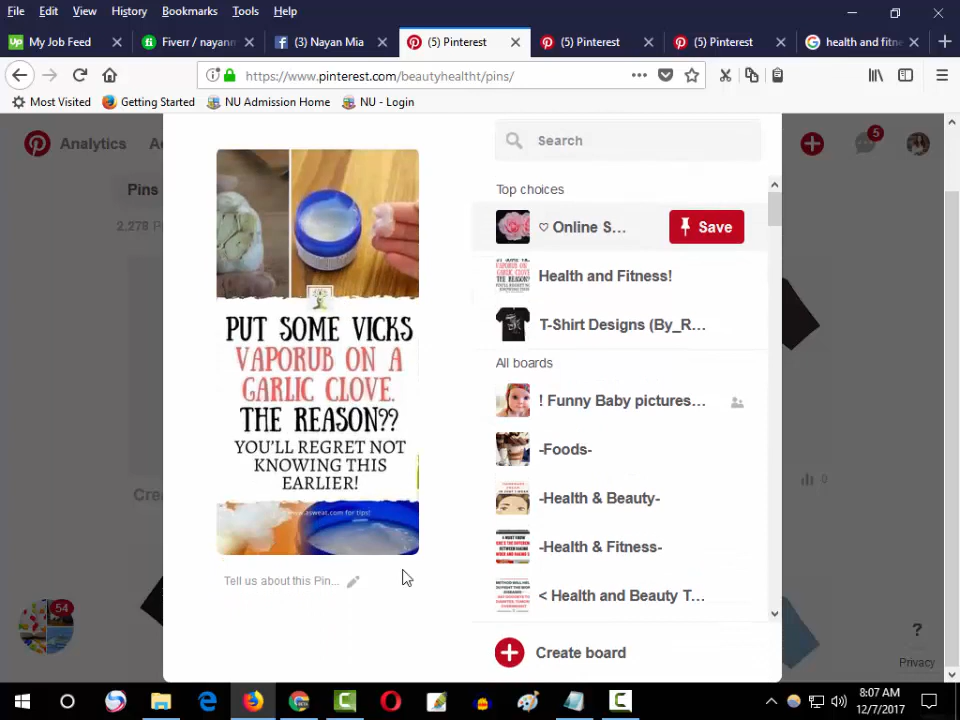 File Edit View History Bookmarks Tools Help
My Job Feed
Fiverr / nayann
(3) Nayan Mia
(5) Pinterest
(5) Pinterest
(5) Pinterest
health and fitne
https://www.pinterest.com/beautyhealtht/pins/
Most Visited
Getting Started
NU Admission Home
NU - Login
Analytics
5
Pins
2,278
Search
Top choices
♡ Online S...
Save
Health and Fitness!
T-Shirt Designs (By_R...
All boards
! Funny Baby pictures...
-Foods-
-Health & Beauty-
-Health & Fitness-
< Health and Beauty T...
Create board
PUT SOME VICKS
VAPORUB ON A
GARLIC CLOVE.
THE REASON??
YOU'LL REGRET NOT
KNOWING THIS
EARLIER!
Tell us about this Pin...
0
54
?
Privacy
8:07 AM
12/7/2017